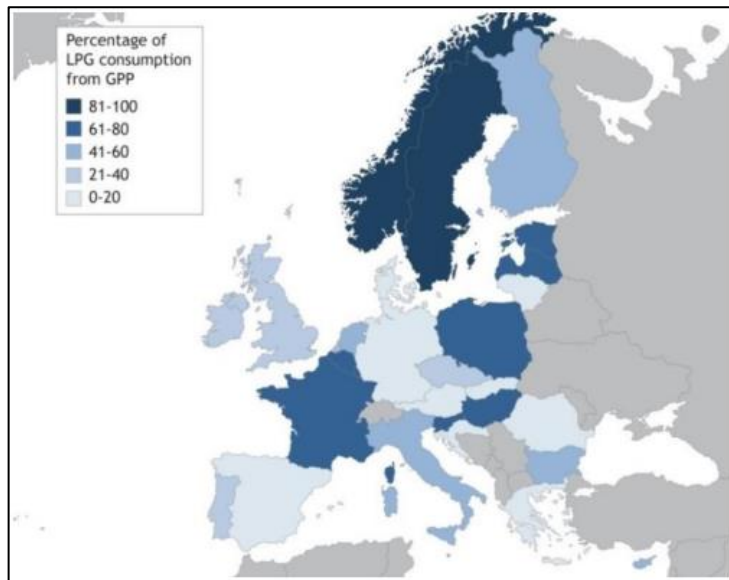 Percentage of
LPG consumption
from GPP
81-100
61-80
41-60
21-40
0-20